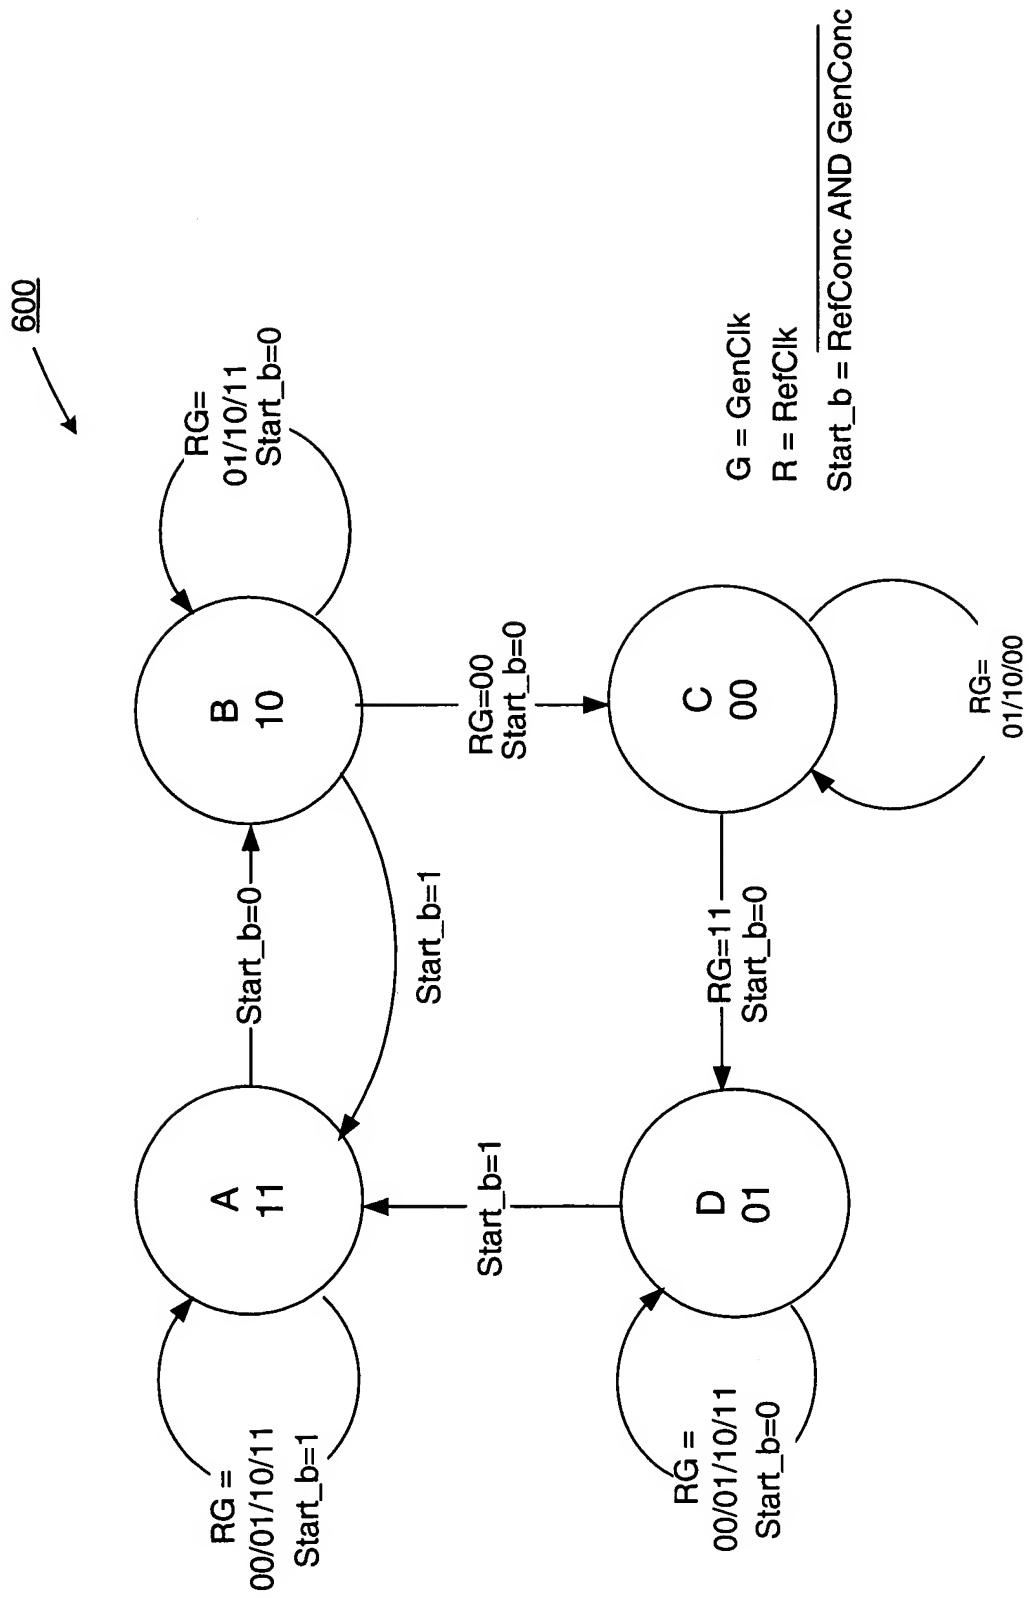 600
RG=
01/10/11
Start_b=0
B
10
Start_b=0
A
11
RG =
00/01/10/11
Start_b=1
Start_b=1
RG=00
Start_b=0
Start_b=1
C
00
RG=11
Start_b=0
D
01
RG =
00/01/10/11
Start_b=0
RG=
01/10/00
G = GenClk
R = RefClk
Start_b = RefConc AND GenConc